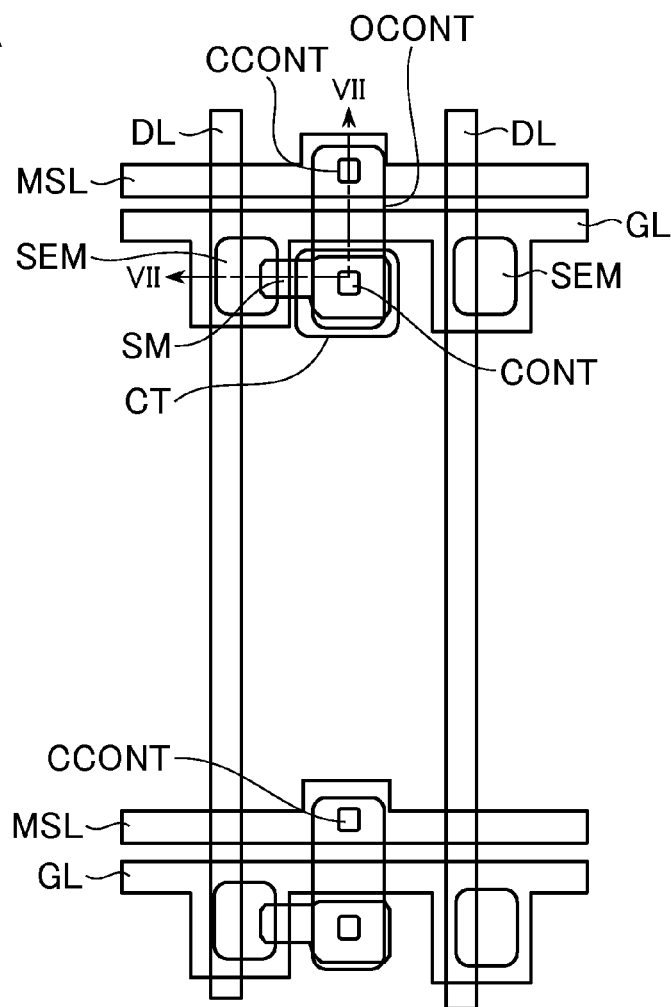 OCONT
CCONT
VII
DL
DL
MSL
GL
SEM
SEM
VII
SM
CONT
CT
CCONT
MSL
GL